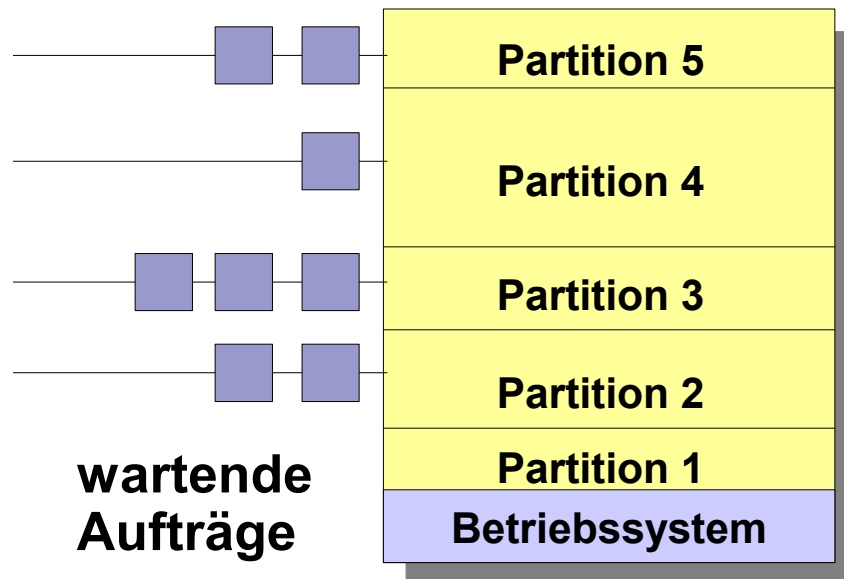 Partition 5
Partition 4
Partition 3
Partition 2
Partition 1
Betriebssystem
wartende
Aufträge